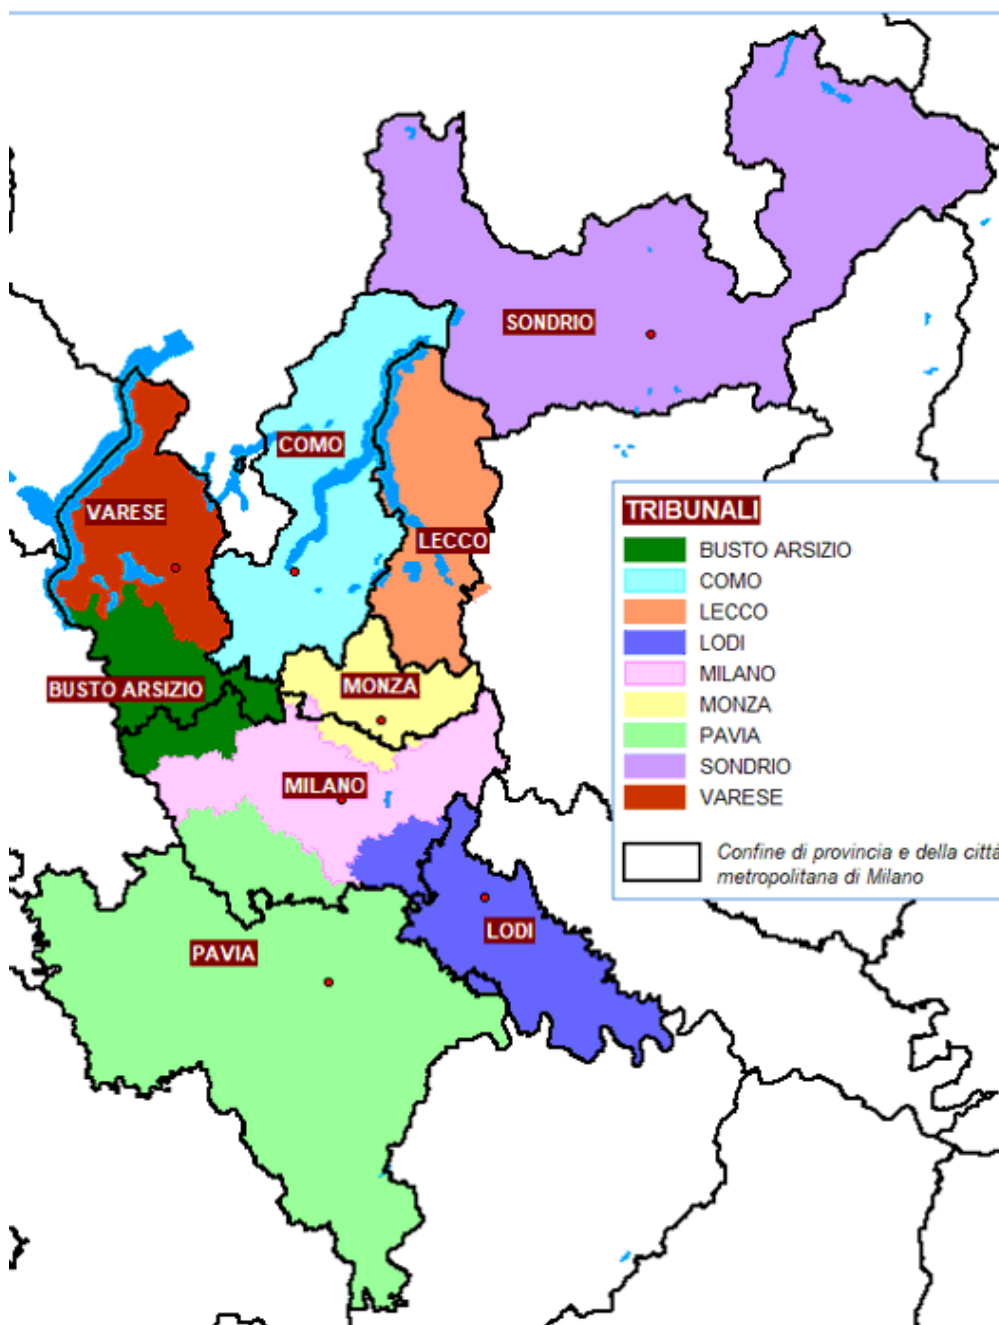 SONDRIO
COMO
VARESE
LECCO
BUSTO ARSIZIO
MONZA
MILANO
LODI
PAVIA
TRIBUNALI
BUSTO ARSIZIO
COMO
LECCO
LODI
MILANO
MONZA
PAVIA
SONDRIO
VARESE
Confine di provincia e della città
metropolitana di Milano